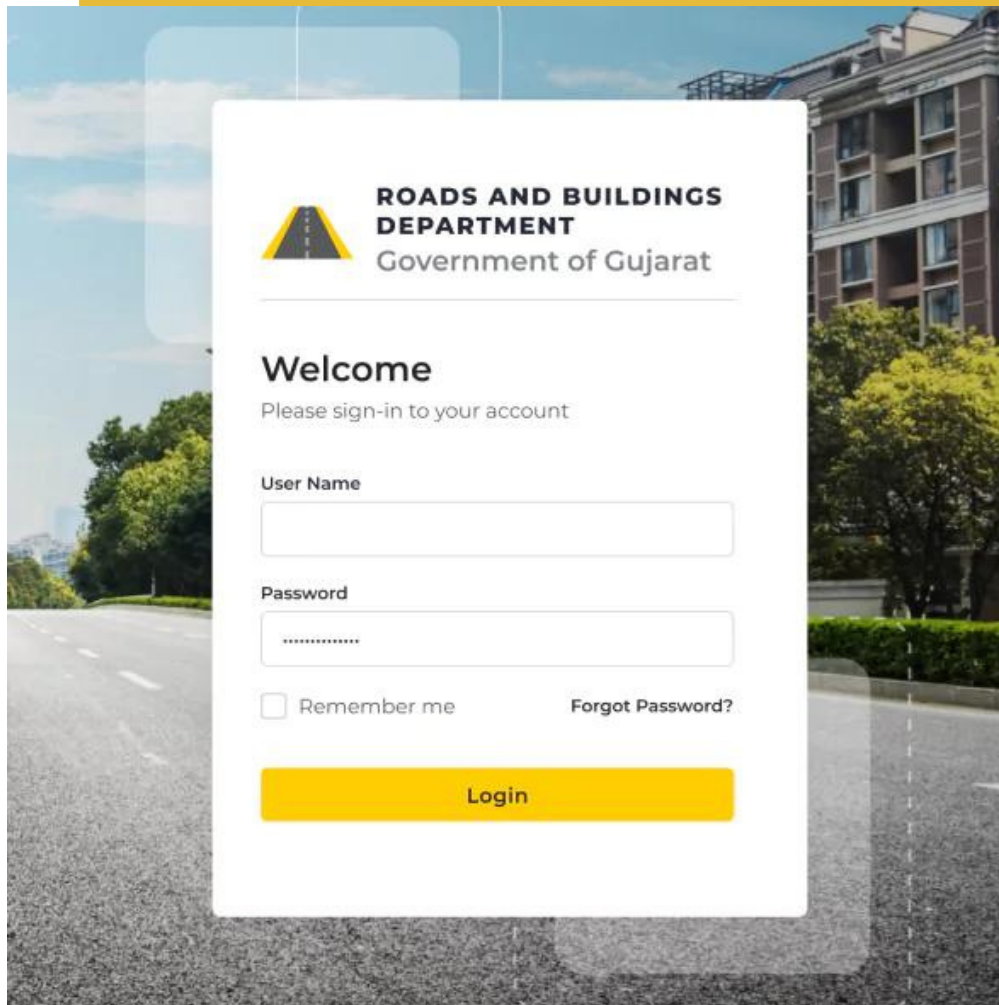 ROADS AND BUILDINGS
DEPARTMENT
Government of Gujarat
Welcome
Please sign-in to your account
User Name
Password
..............
Remember me
Forgot Password?
Login